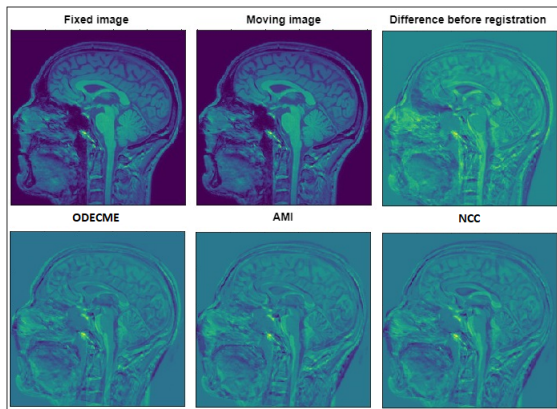 Fixed image
Moving image
Difference before registration
ODECME
AMI
NCC